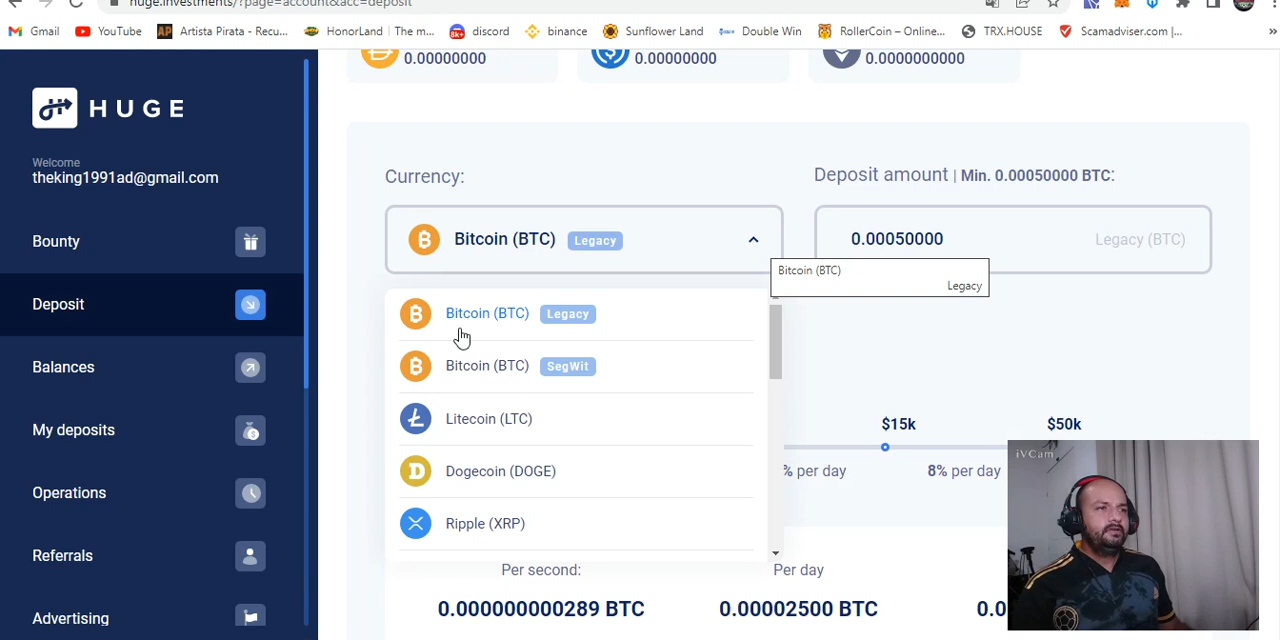 huge.investments/?page=account&acc=deposit
Gmail YouTube Artista Pirata - Recu... HonorLand | The m... discord binance Sunflower Land Double Win RollerCoin – Online... TRX.HOUSE Scamadviser.com |... »
0.00000000 0.00000000 0.0000000000
HUGE
Welcome
theking1991ad@gmail.com
Bounty
Deposit
Balances
My deposits
Operations
Referrals
Advertising
Currency:
Bitcoin (BTC) Legacy
Deposit amount | Min. 0.00050000 BTC:
0.00050000 Legacy (BTC)
Bitcoin (BTC)
Legacy
Bitcoin (BTC) Legacy
Bitcoin (BTC) SegWit
Litecoin (LTC)
Dogecoin (DOGE)
Ripple (XRP)
$15k $50k
% per day 8% per day
iVCam
Per second: Per day
0.000000000289 BTC 0.00002500 BTC 0.0